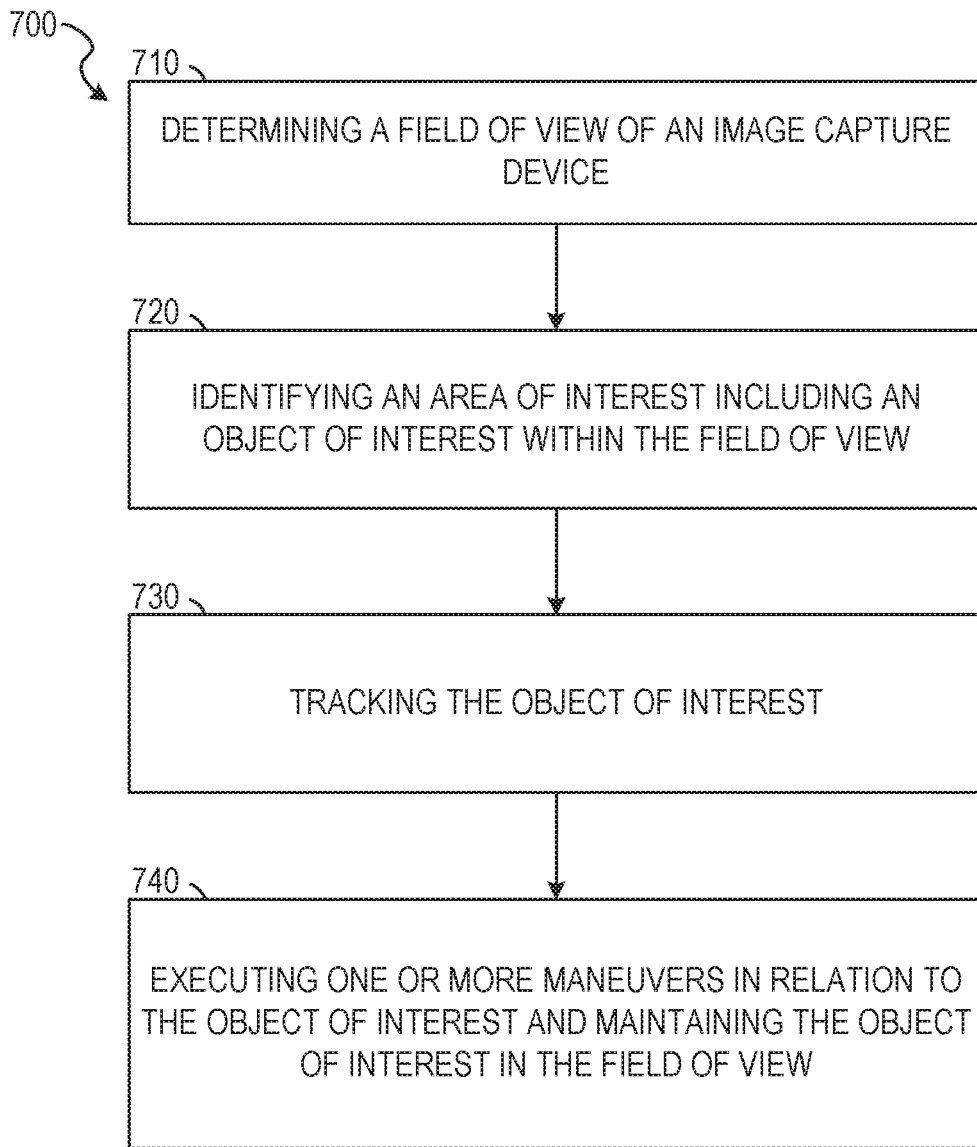 700
710
DETERMINING A FIELD OF VIEW OF AN IMAGE CAPTURE
DEVICE
720
IDENTIFYING AN AREA OF INTEREST INCLUDING AN
OBJECT OF INTEREST WITHIN THE FIELD OF VIEW
730
TRACKING THE OBJECT OF INTEREST
740
EXECUTING ONE OR MORE MANEUVERS IN RELATION TO
THE OBJECT OF INTEREST AND MAINTAINING THE OBJECT
OF INTEREST IN THE FIELD OF VIEW